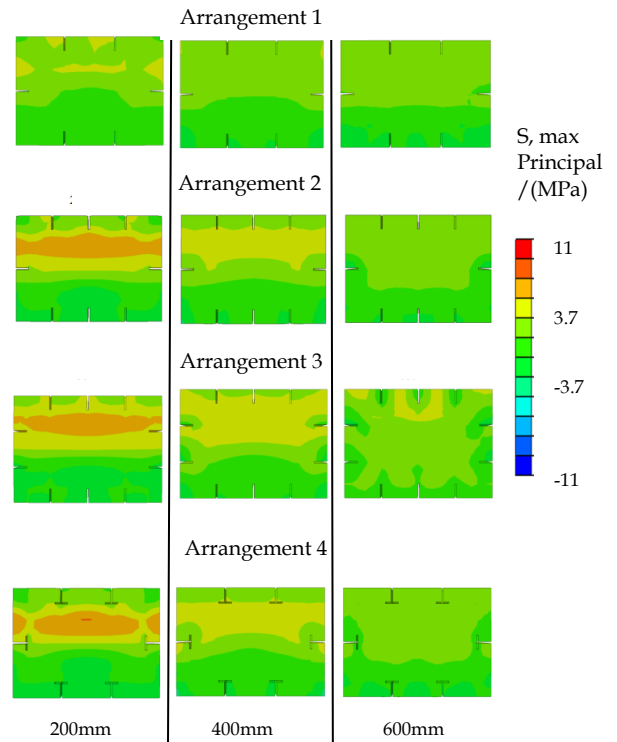 Arrangement 1
S, max
Principal
/(MPa)
Arrangement 2
11
3.7
-3.7
-11
Arrangement 3
Arrangement 4
200mm
400mm
600mm